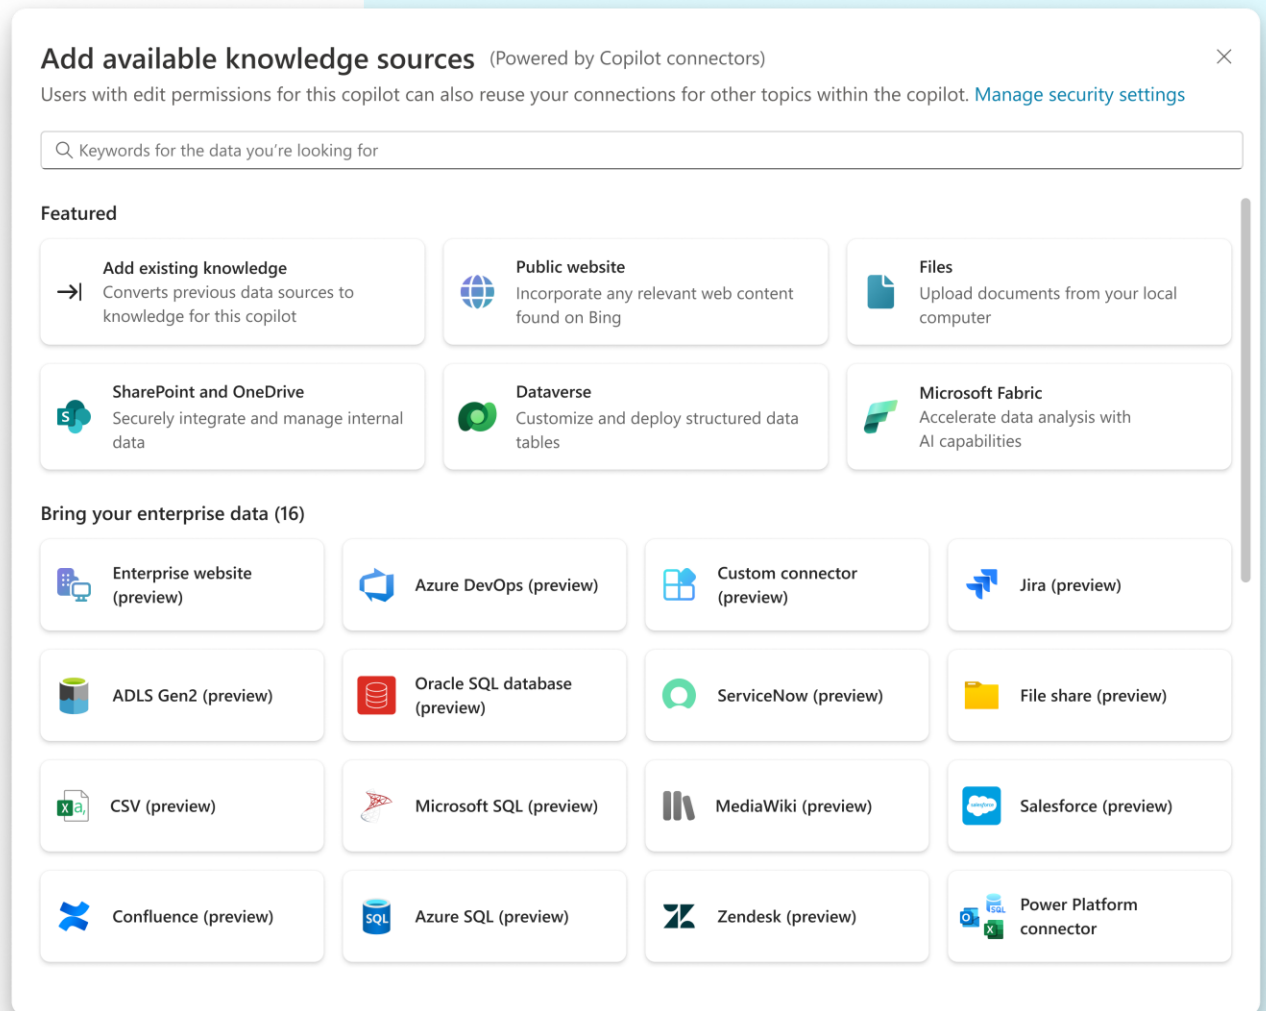 Add available knowledge sources (Powered by Copilot connectors)
Users with edit permissions for this copilot can also reuse your connections for other topics within the copilot. Manage security settings
Keywords for the data you're looking for
Featured
Add existing knowledge
Converts previous data sources to
knowledge for this copilot
Public website
Incorporate any relevant web content
found on Bing
Files
Upload documents from your local
computer
S
SharePoint and OneDrive
Securely integrate and manage internal
data
Dataverse
Customize and deploy structured data
tables
Microsoft Fabric
Accelerate data analysis with
AI capabilities
Bring your enterprise data (16)
Enterprise website
(preview)
Azure DevOps (preview)
Custom connector
(preview)
Jira (preview)
ADLS Gen2 (preview)
Oracle SQL database
(preview)
ServiceNow (preview)
File share (preview)
X a,
CSV (preview)
Microsoft SQL (preview)
MediaWiki (preview)
salesforce
Salesforce (preview)
Confluence (preview)
SQL
Azure SQL (preview)
Zendesk (preview)
SQL
O
X
Power Platform
connector